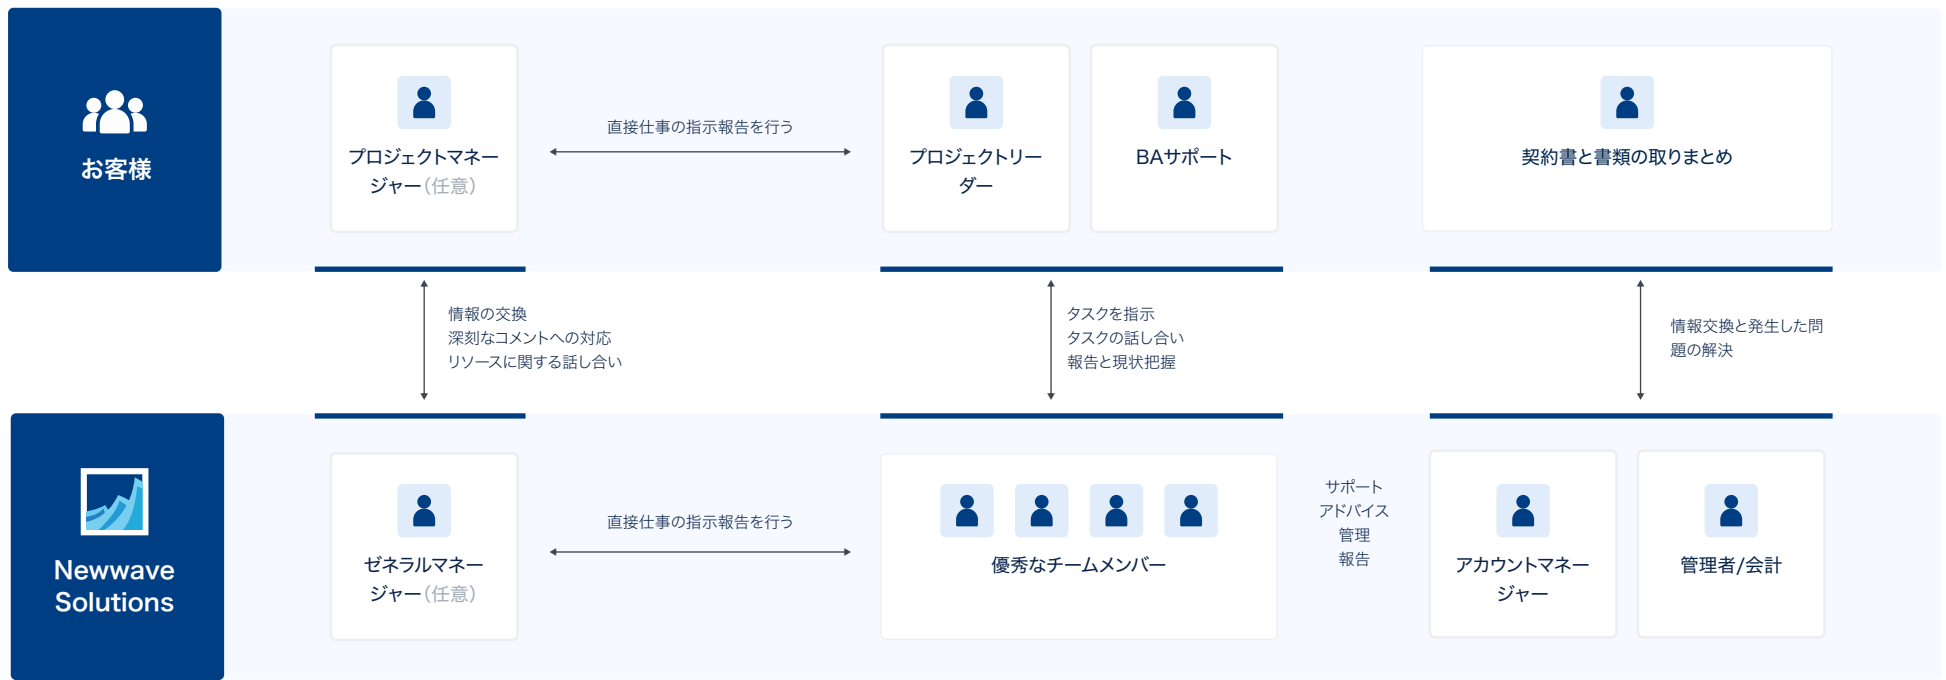 お客様
プロジェクトマネー
ジャー(任意)
直接仕事の指示報告を行う
プロジェクトリー
ダー
BAサポート
契約書と書類の取りまとめ
情報の交換
深刻なコメントへの対応
リソースに関する話し合い
タスクを指示
タスクの話し合い
報告と現状把握
情報交換と発生した問
題の解決
Newwave
Solutions
ゼネラルマネー
ジャー(任意)
直接仕事の指示報告を行う
優秀なチームメンバー
サポート
アドバイス
管理
報告
アカウントマネー
ジャー
管理者/会計